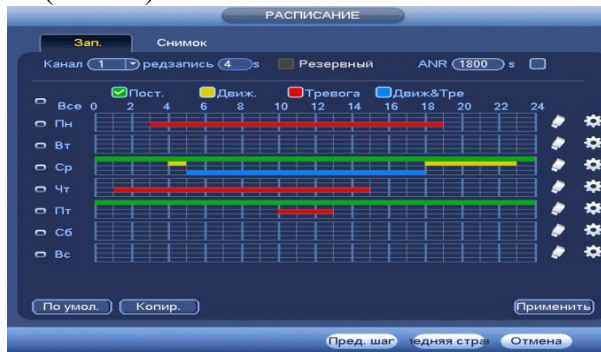 РАСПИСАНИЕ
Зап. Снимок
Канал 1 редзапись 4 s Резервный ANR 1800 s
Пост. Движ. Тревога Движ&Тре
Все 0 2 4 6 8 10 12 14 16 18 20 22 24
Пн
Вт
Ср
Чт
Пт
Сб
Вс
По умол. Копир. Применить
Пред. шаг едняя стра Отмена